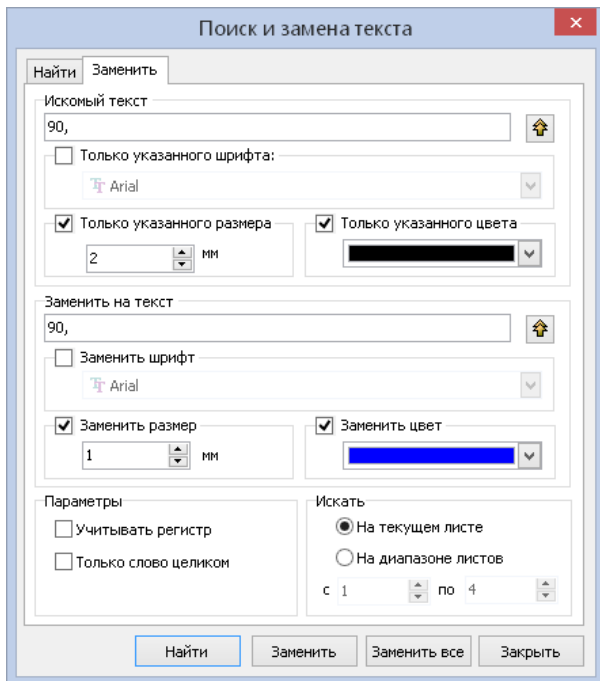 Поиск и замена текста
Найти Заменить
Искомый текст
90,
Только указанного шрифта:
Arial
Только указанного размера Только указанного цвета
2 мм
Заменить на текст
90,
Заменить шрифт
Arial
Заменить размер Заменить цвет
1 мм
Параметры Искать
Учитывать регистр На текущем листе
Только слово целиком На диапазоне листов
с 1 по 4
Найти Заменить Заменить все Закрыть